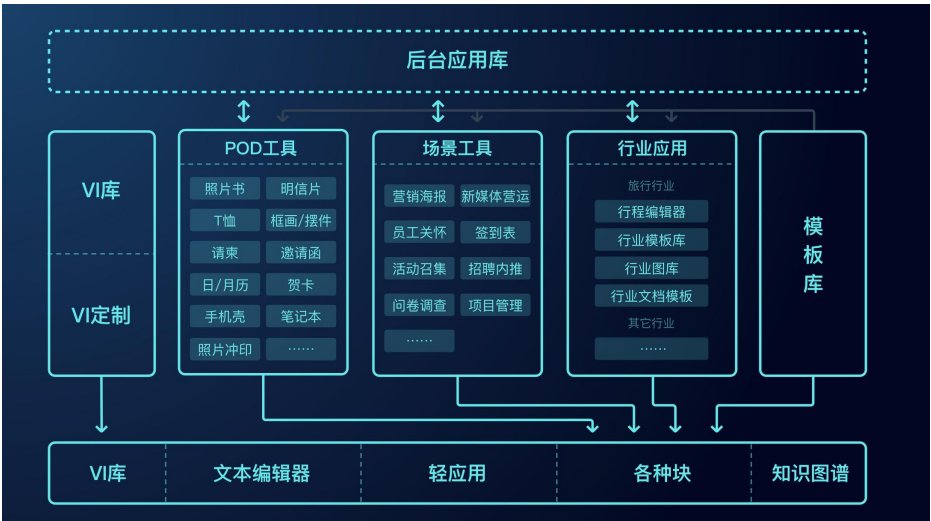 后台应用库
VI库
VI定制
POD工具
照片书 明信片
T恤 框画/摆件
请柬 邀请函
日/月历 贺卡
手机壳 笔记本
照片冲印 ……
场景工具
营销海报 新媒体营运
员工关怀 签到表
活动召集 招聘内推
问卷调查 项目管理
……
行业应用
旅行行业
行程编辑器
行业模板库
行业图库
行业文档模板
其它行业
……
模
板
库
VI库 文本编辑器 轻应用 各种块 知识图谱